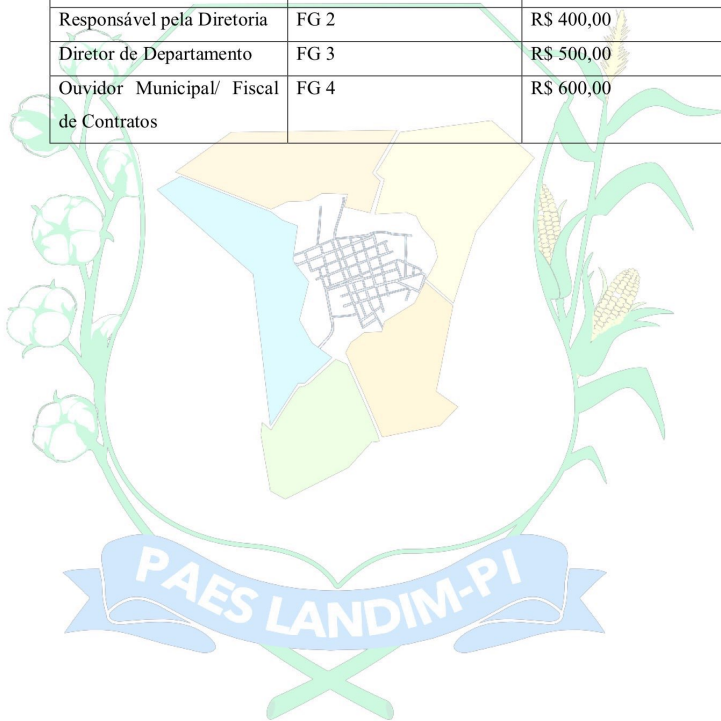 Responsável pela Diretoria FG 2 R$ 400,00
Diretor de Departamento FG 3 R$ 500,00
Ouvidor Municipal/ Fiscal FG 4 R$ 600,00
de Contratos
PAES LANDIM-PI